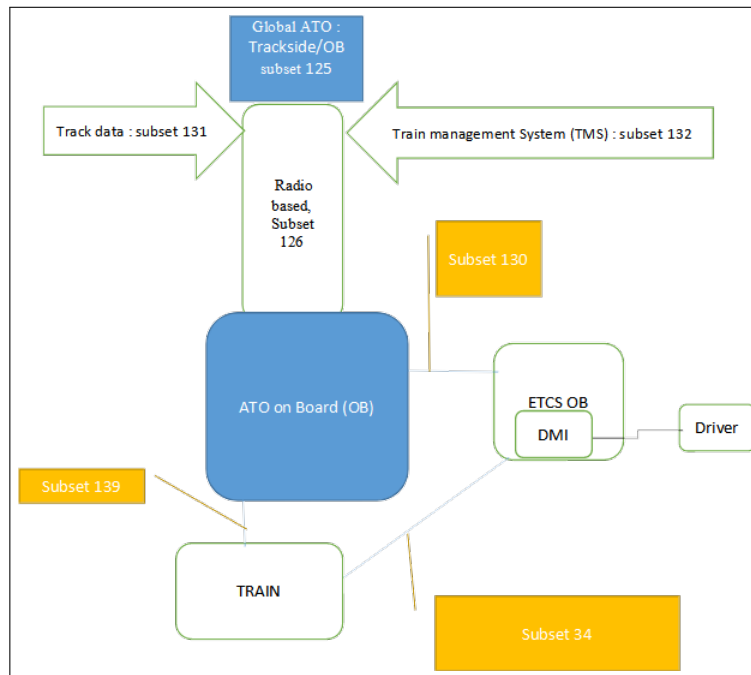 Global ATO :
Trackside/OB
subset 125
Track data : subset 131
Train management System (TMS) : subset 132
Radio
based,
Subset
126
Subset 130
ATO on Board (OB)
ETCS OB
DMI
Driver
Subset 139
TRAIN
Subset 34